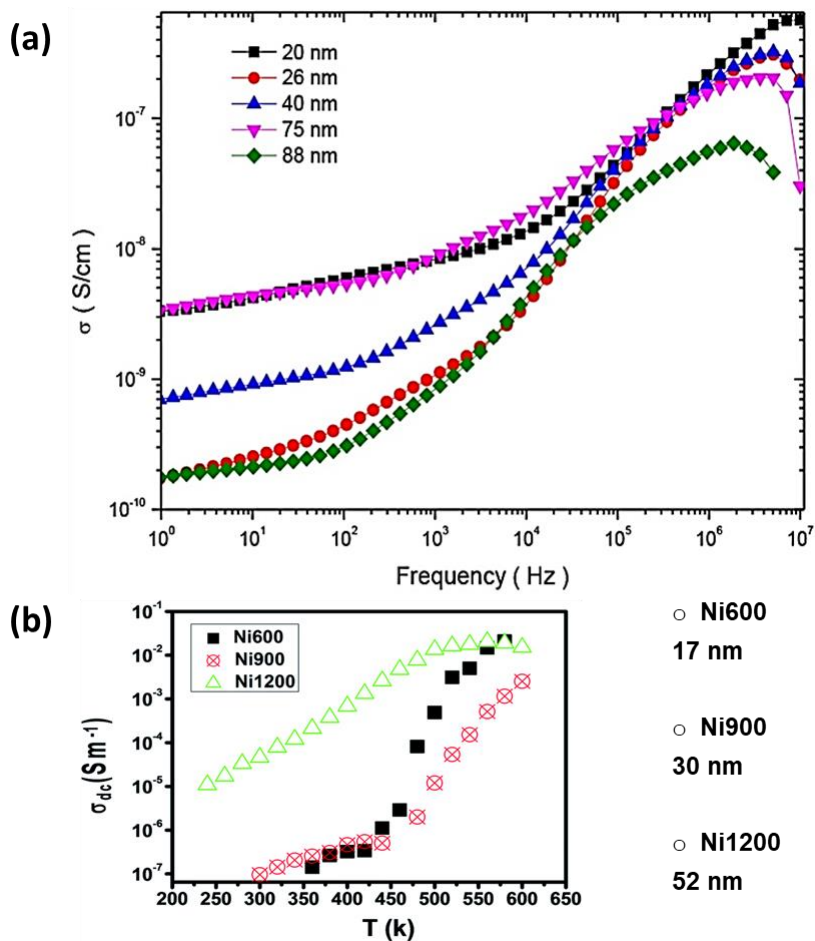 (a)
20 nm
26 nm
40 nm
75 nm
88 nm
10⁻⁷
10⁻⁸
10⁻⁹
10⁻¹⁰
σ ( S/cm )
10⁰ 10¹ 10² 10³ 10⁴ 10⁵ 10⁶ 10⁷
Frequency ( Hz )
(b)
Ni600
Ni900
Ni1200
10⁻¹
10⁻²
10⁻³
10⁻⁴
10⁻⁵
10⁻⁶
10⁻⁷
σdc(S m⁻¹)
200 250 300 350 400 450 500 550 600 650
T (k)
○ Ni600
17 nm
○ Ni900
30 nm
○ Ni1200
52 nm